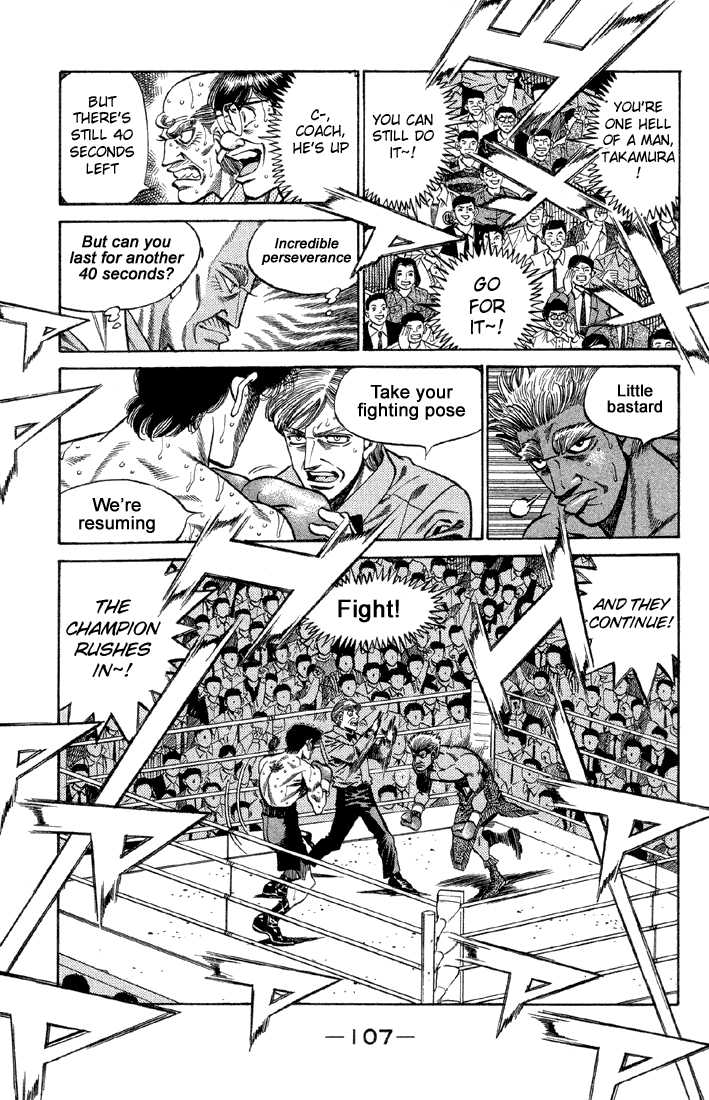 YOU'RE
ONE HELL
OF A MAN,
TAKAMURA
!
YOU CAN
STILL DO
IT~!
GO
FOR
IT~!
C-,
COACH,
HE'S UP
BUT
THERE'S
STILL 40
SECONDS
LEFT
Incredible
perseverance
But can you
last for another
40 seconds?
Little
bastard
Take your
fighting pose
We're
resuming
AND THEY
CONTINUE!
Fight!
THE
CHAMPION
RUSHES
IN~!
—107—